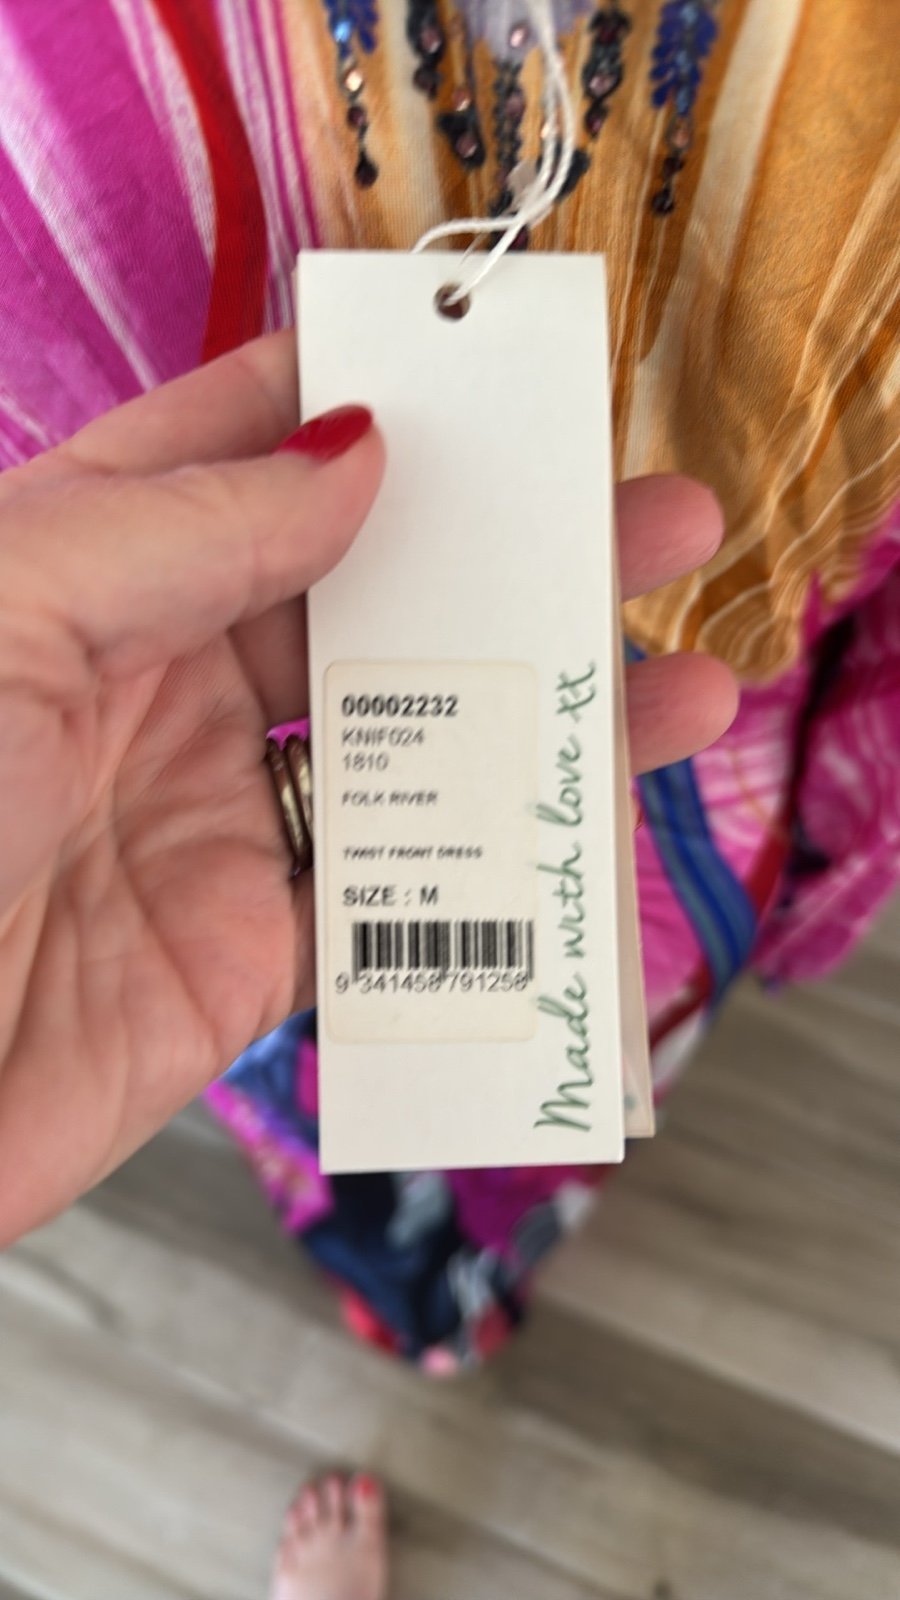 00002232
KNIF024
1810
FOLK RIVER
TWIST FRONT DRESS
SIZE : M
9 341458 791258
Made with love xx